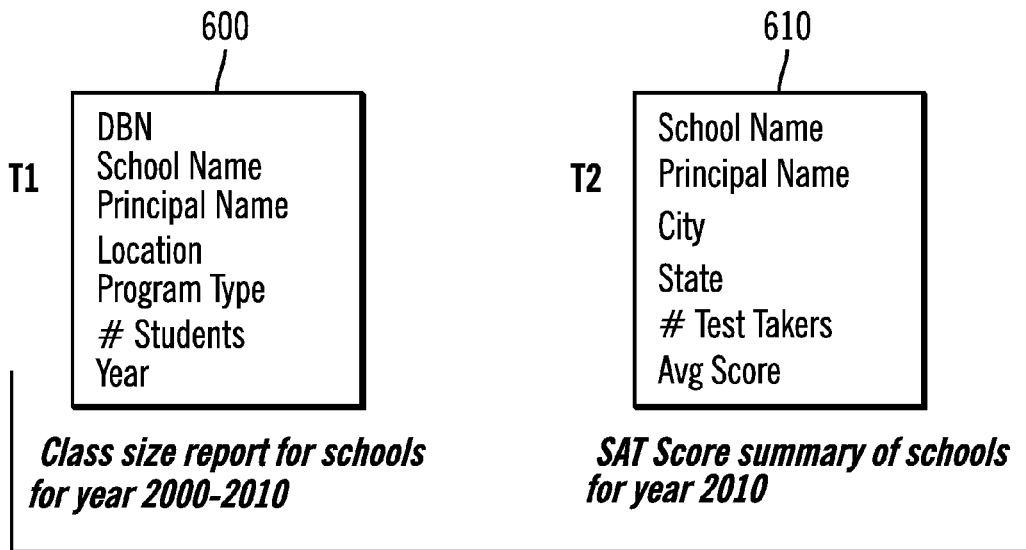 600
T1
DBN
School Name
Principal Name
Location
Program Type
# Students
Year
Class size report for schools
for year 2000-2010
610
T2
School Name
Principal Name
City
State
# Test Takers
Avg Score
SAT Score summary of schools
for year 2010